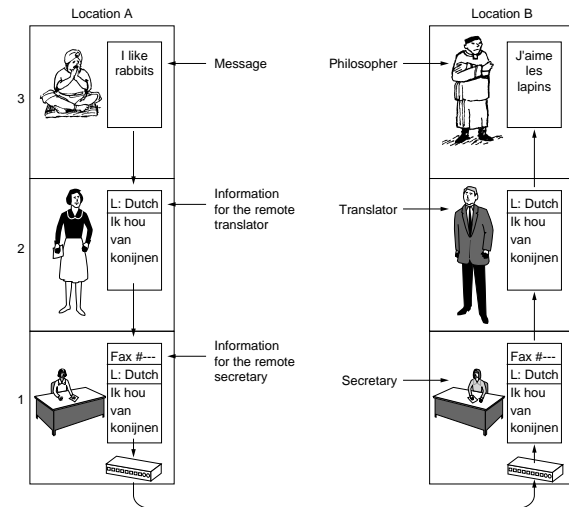 Location A
Location B
I like
rabbits
Message
Philosopher
J'aime
les
lapins
3
L: Dutch
Ik hou
van
konijnen
Information
for the remote
translator
Translator
L: Dutch
Ik hou
van
konijnen
2
Fax #---
L: Dutch
Ik hou
van
konijnen
Information
for the remote
secretary
Secretary
Fax #---
L: Dutch
Ik hou
van
konijnen
1